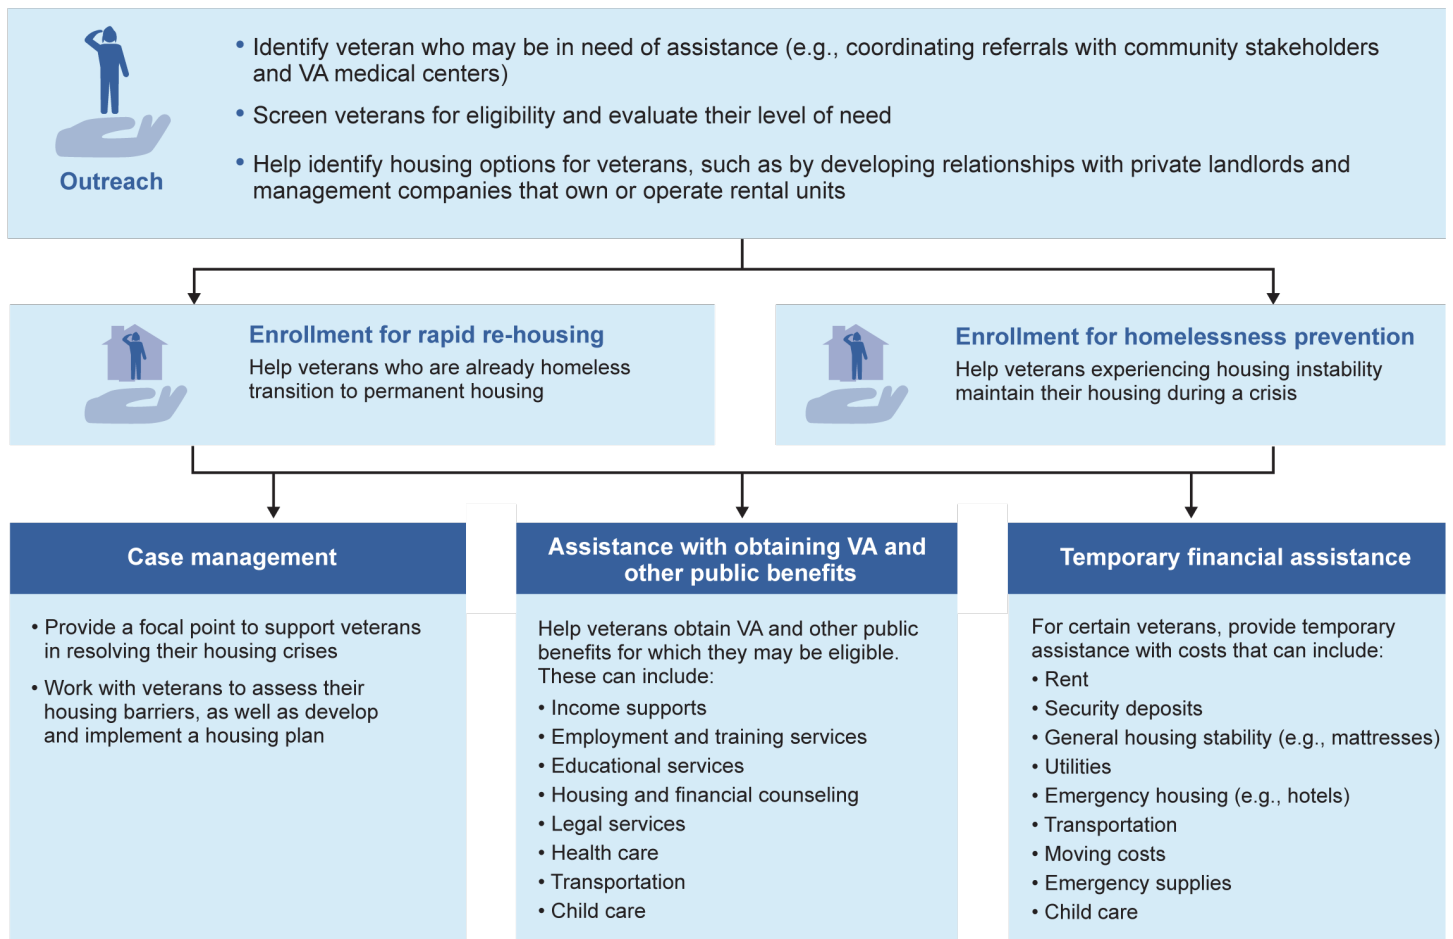 • Identify veteran who may be in need of assistance (e.g., coordinating referrals with community stakeholders
and VA medical centers)
• Screen veterans for eligibility and evaluate their level of need
• Help identify housing options for veterans, such as by developing relationships with private landlords and
management companies that own or operate rental units
Outreach
Enrollment for rapid re-housing
Help veterans who are already homeless
transition to permanent housing
Enrollment for homelessness prevention
Help veterans experiencing housing instability
maintain their housing during a crisis
Case management
• Provide a focal point to support veterans
in resolving their housing crises
• Work with veterans to assess their
housing barriers, as well as develop
and implement a housing plan
Assistance with obtaining VA and
other public benefits
Help veterans obtain VA and other public
benefits for which they may be eligible.
These can include:
• Income supports
• Employment and training services
• Educational services
• Housing and financial counseling
• Legal services
• Health care
• Transportation
• Child care
Temporary financial assistance
For certain veterans, provide temporary
assistance with costs that can include:
• Rent
• Security deposits
• General housing stability (e.g., mattresses)
• Utilities
• Emergency housing (e.g., hotels)
• Transportation
• Moving costs
• Emergency supplies
• Child care